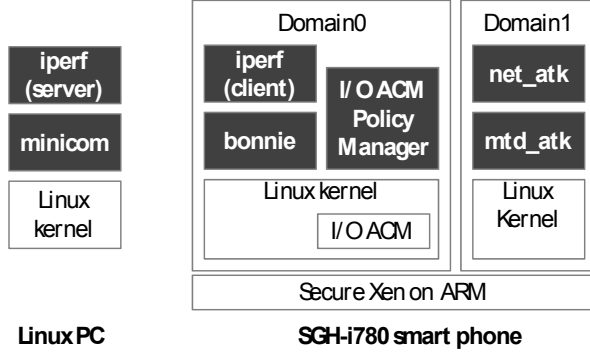 Domain0
Domain1
iperf
(server)
minicom
Linux
kernel
iperf
(client)
bonnie
I/O ACM
Policy
Manager
Linux kernel
I/O ACM
net_atk
mtd_atk
Linux
Kernel
Secure Xen on ARM
Linux PC
SGH-i780 smart phone